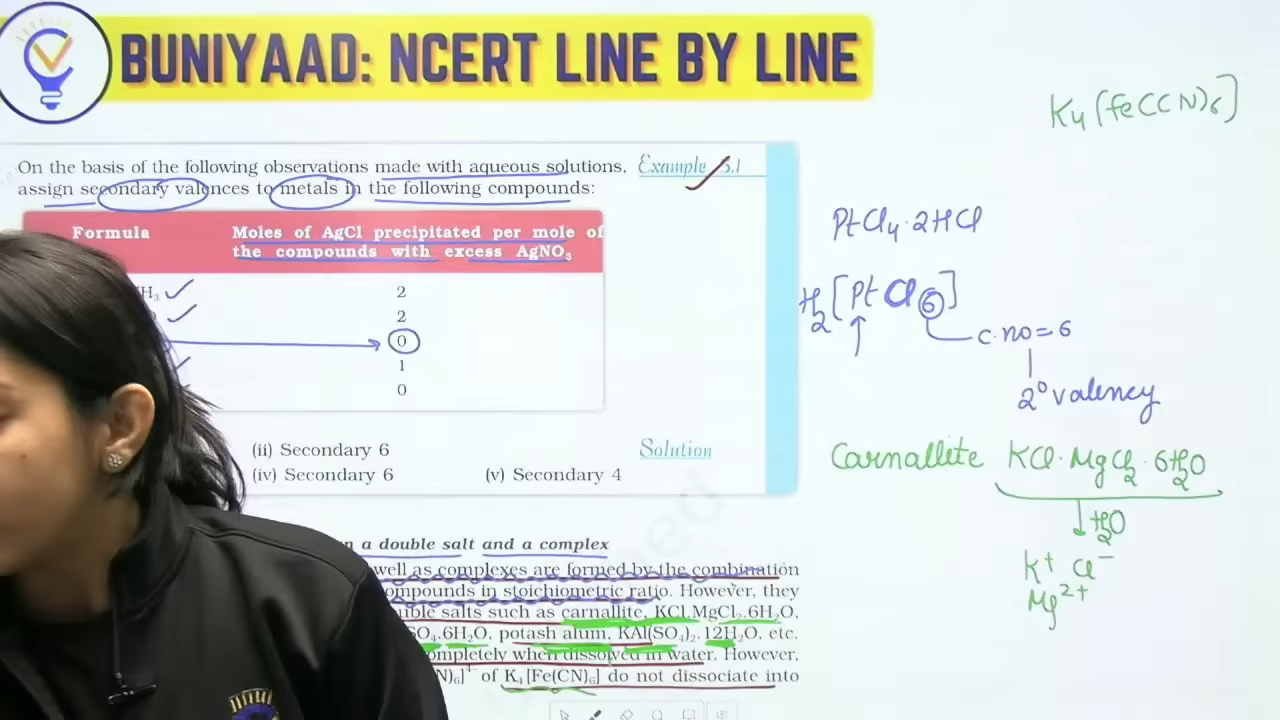 BUNIYAAD: NCERT LINE BY LINE
On the basis of the following observations made with aqueous solutions,
assign secondary valences to metals in the following compounds:
Example 5.1
Formula
Moles of AgCl precipitated per mole of
the compounds with excess AgNO₃
H₃ 2
2
0
1
0
(ii) Secondary 6
Solution
(iv) Secondary 6 (v) Secondary 4
n a double salt and a complex
well as complexes are formed by the combination
ompounds in stoichiometric ratio. However, they
uble salts such as carnallite, KCl.MgCl₂.6H₂O,
SO₄.6H₂O, potash alum, KAl(SO₄)₂.12H₂O, etc.
ompletely when dissolved in water. However,
N)₆]⁴⁻ of K₄[Fe(CN)₆] do not dissociate into
K₄[Fe(CN)₆]
PtCl₄·2HCl
H₂[PtCl₆]
C.no=6
2° valency
Carnallite KCl·MgCl₂·6H₂O
H₂O
K⁺ Cl⁻
Mg²⁺